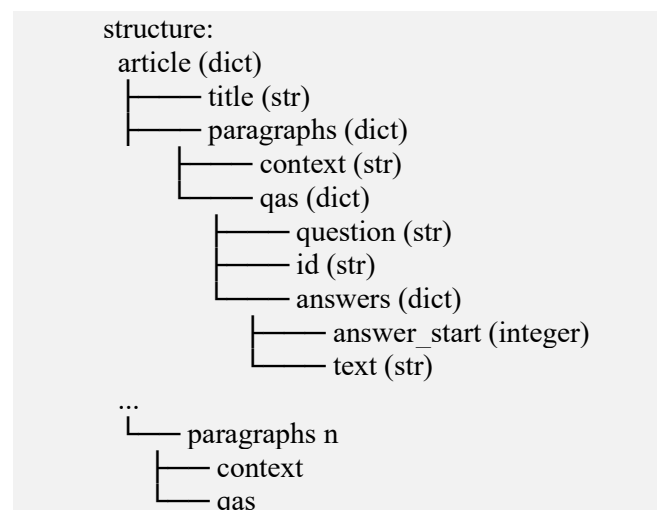 structure:
article (dict)
├── title (str)
├── paragraphs (dict)
├── context (str)
└── qas (dict)
├── question (str)
├── id (str)
└── answers (dict)
├── answer_start (integer)
└── text (str)
...
└── paragraphs n
├── context
└── qas